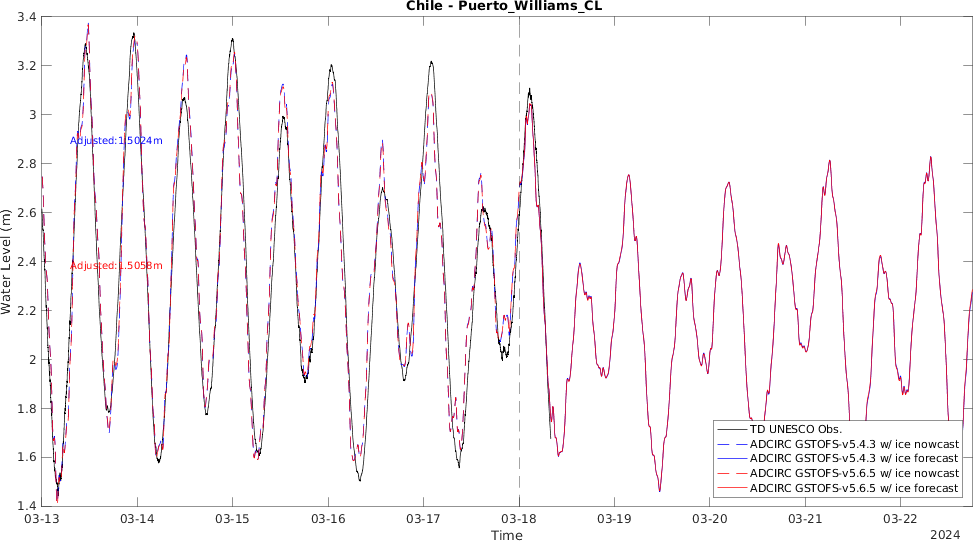 Chile - Puerto_Williams_CL
3.4
3.2
3
2.8
2.6
2.4
2.2
2
1.8
1.6
1.4
Water Level (m)
Adjusted:1.5024m
Adjusted:1.5058m
TD UNESCO Obs.
ADCIRC GSTOFS-v5.4.3 w/ ice nowcast
ADCIRC GSTOFS-v5.4.3 w/ ice forecast
ADCIRC GSTOFS-v5.6.5 w/ ice nowcast
ADCIRC GSTOFS-v5.6.5 w/ ice forecast
03-13 03-14 03-15 03-16 03-17 03-18 03-19 03-20 03-21 03-22
Time
2024